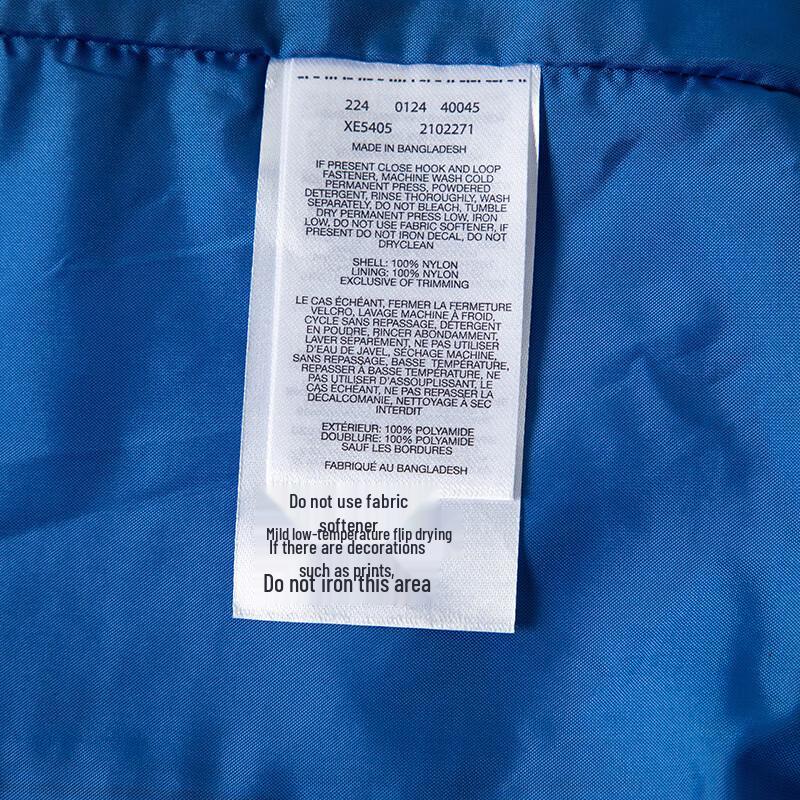 224 0124 40045
XE5405 2102271
MADE IN BANGLADESH
IF PRESENT CLOSE HOOK AND LOOP
FASTENER, MACHINE WASH COLD
PERMANENT PRESS, POWDERED
DETERGENT, RINSE THOROUGHLY, WASH
SEPARATELY. DO NOT BLEACH, TUMBLE
DRY PERMANENT PRESS LOW, IRON
LOW, DO NOT USE FABRIC SOFTENER, IF
PRESENT DO NOT IRON DECAL, DO NOT
DRYCLEAN
SHELL: 100% NYLON
LINING: 100% NYLON
EXCLUSIVE OF TRIMMING
LE CAS ÉCHÉANT, FERMER LA FERMETURE
VELCRO, LAVAGE MACHINE À FROID,
CYCLE SANS REPASSAGE, DÉTERGENT
EN POUDRE, RINCER ABONDAMMENT,
LAVER SEPARÉMENT, NE PAS UTILISER
D'EAU DE JAVEL, SÉCHAGE MACHINE,
SANS REPASSAGE, BASSE TEMPÉRATURE,
REPASSER À BASSE TEMPÉRATURE, NE
PAS UTILISER D'ASSOUPLISSANT, LE
CAS ÉCHÉANT, NE PAS REPASSER LA
DÉCALCOMANIE, NETTOYAGE À SEC
INTERDIT
EXTÉRIEUR: 100% POLYAMIDE
DOUBLURE: 100% POLYAMIDE
SAUF LES BORDURES
FABRIQUÉ AU BANGLADESH
Do not use fabric
softener
Mild low-temperature flip drying
If there are decorations
such as prints,
Do not iron this area